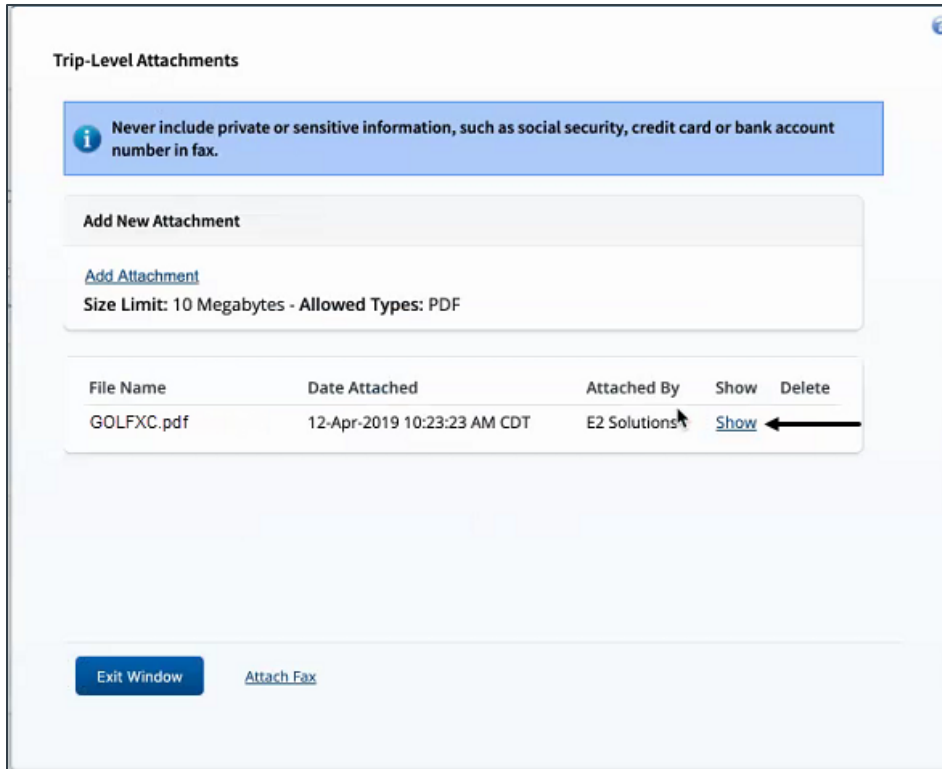 Trip-Level Attachments
Never include private or sensitive information, such as social security, credit card or bank account
number in fax.
Add New Attachment
Add Attachment
Size Limit: 10 Megabytes - Allowed Types: PDF
File Name Date Attached Attached By Show Delete
GOLFXC.pdf 12-Apr-2019 10:23:23 AM CDT E2 Solutions Show
Exit Window Attach Fax